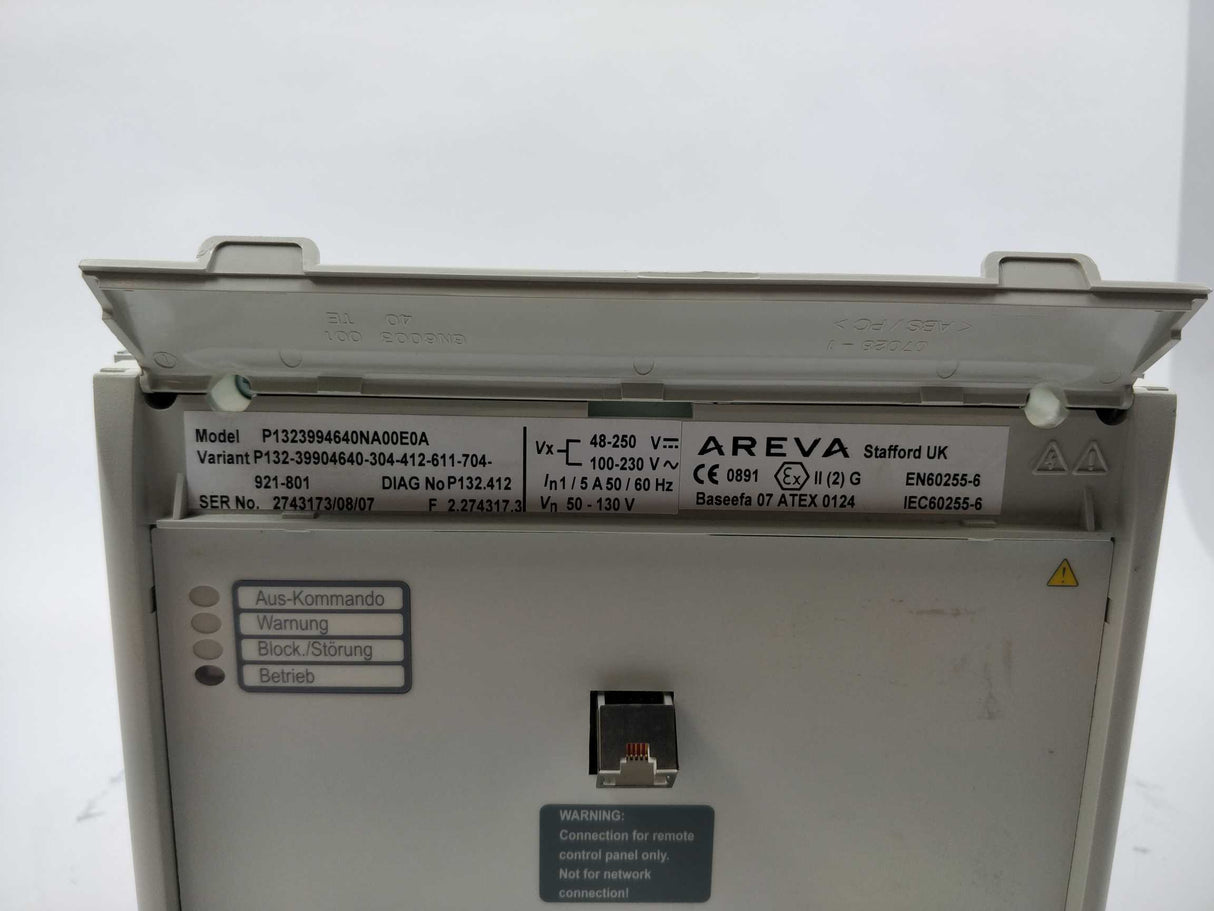 GN6003 001
40 TE
07028-1
< ABS / PC >
Model P1323994640NA00E0A
Variant P132-39904640-304-412-611-704-
921-801 DIAG No P132.412
SER No. 2743173/08/07 F 2.274317.3
Vx 48-250 V
100-230 V ~
In 1 / 5 A 50 / 60 Hz
Vn 50 - 130 V
AREVA Stafford UK
CE 0891 Ex II (2) G EN60255-6
Baseefa 07 ATEX 0124 IEC60255-6
Aus-Kommando
Warnung
Block./Störung
Betrieb
WARNING:
Connection for remote
control panel only.
Not for network
connection!